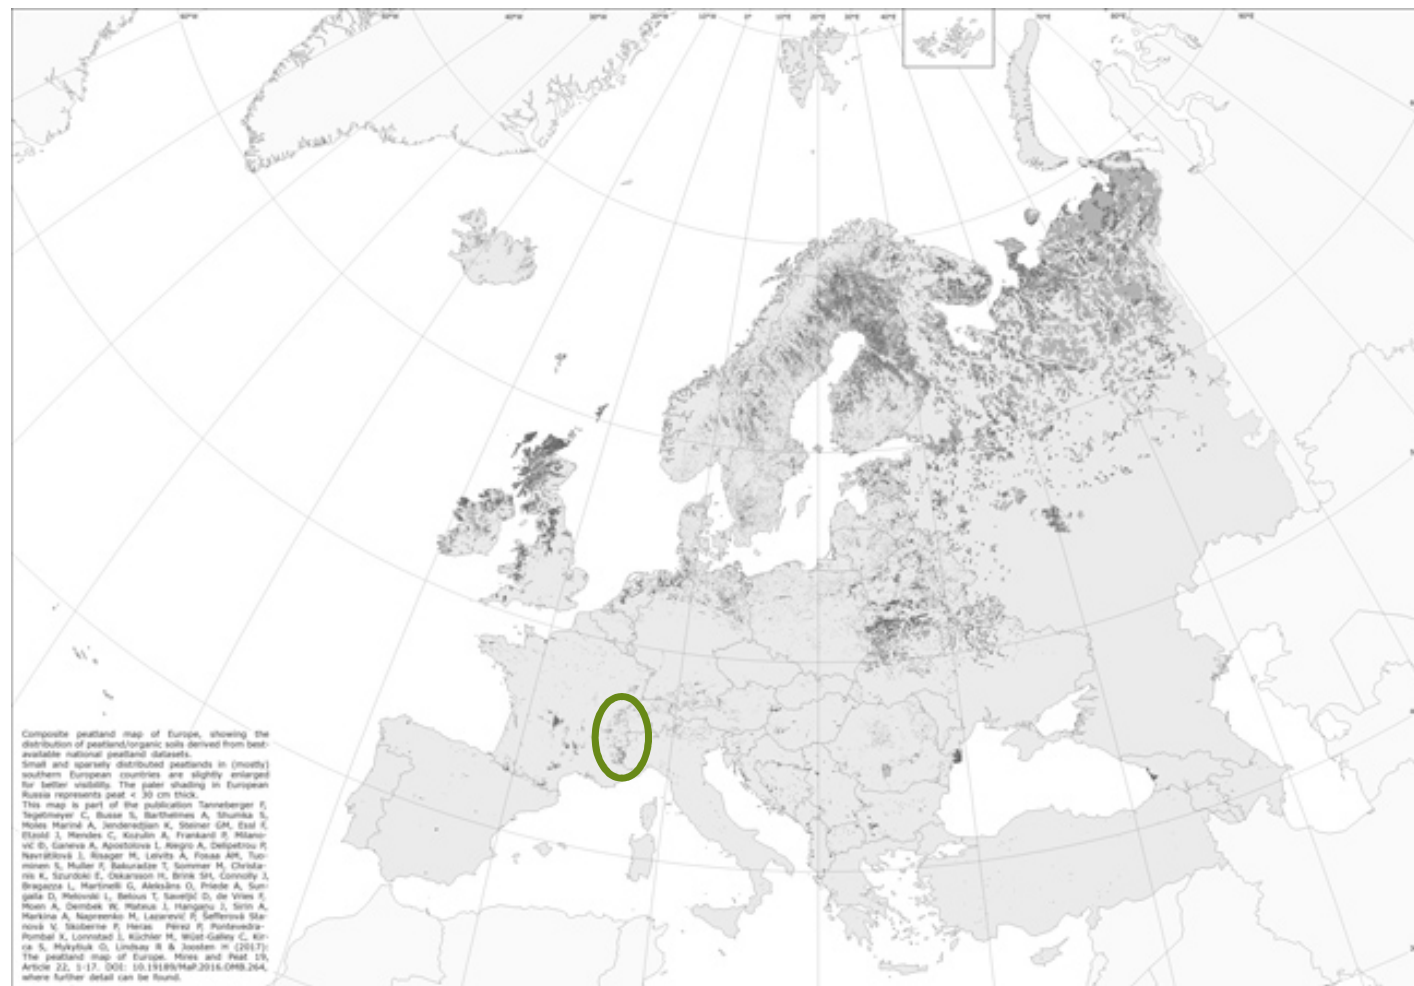 Composite peatland map of Europe, showing the
distribution of peatland/organic soils derived from best-
available national peatland datasets.
Small and sparsely distributed peatlands in (mostly)
southern European countries are slightly enlarged
for better visibility. The paler shading in European
Russia represents peat < 30 cm thick.
This map is part of the publication Tanneberger F,
Tegetmeyer C, Busse S, Barthelmes A, Shumka S,
Moles Mariné A, Jenderedjian K, Steiner GM, Essl F,
Etzold J, Mendes C, Kozulin A, Frankard P, Milano-
vić Đ, Ganeva A, Apostolova I, Alegro A, Delipetrou P,
Navrátilová J, Risager M, Leivits A, Fosaa AM, Tuo-
minen S, Muller F, Bakuradze T, Sommer M, Christa-
nis K, Szurdoki E, Oskarsson H, Brink SH, Connolly J,
Bragazza L, Martinelli G, Aleksāns O, Priede A, Sun-
gaila D, Melovski L, Belous T, Saveljić D, de Vries F,
Moen A, Dembek W, Mateus J, Hanganu J, Sirin A,
Markina A, Napreenko M, Lazarević P, Šefferová Sta-
nová V, Skoberne P, Heras Pérez P, Pontevedra-
Pombal X, Lonnstad J, Küchler M, Wüst-Galley C, Kir-
ca S, Mykytiuk O, Lindsay R & Joosten H (2017):
The peatland map of Europe. Mires and Peat 19,
Article 22, 1-17. DOI: 10.19189/MaP.2016.OMB.264,
where further detail can be found.